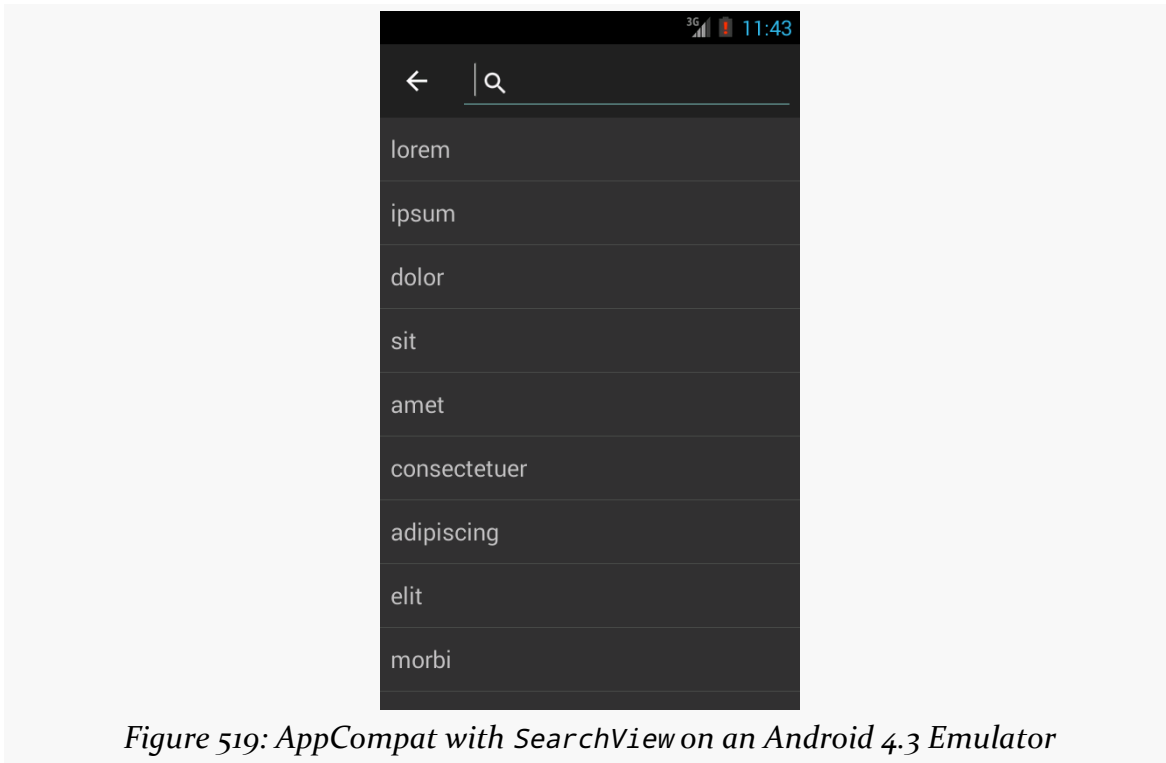 3G 11:43
lorem
ipsum
dolor
sit
amet
consectetuer
adipiscing
elit
morbi
Figure 519: AppCompat with SearchView on an Android 4.3 Emulator